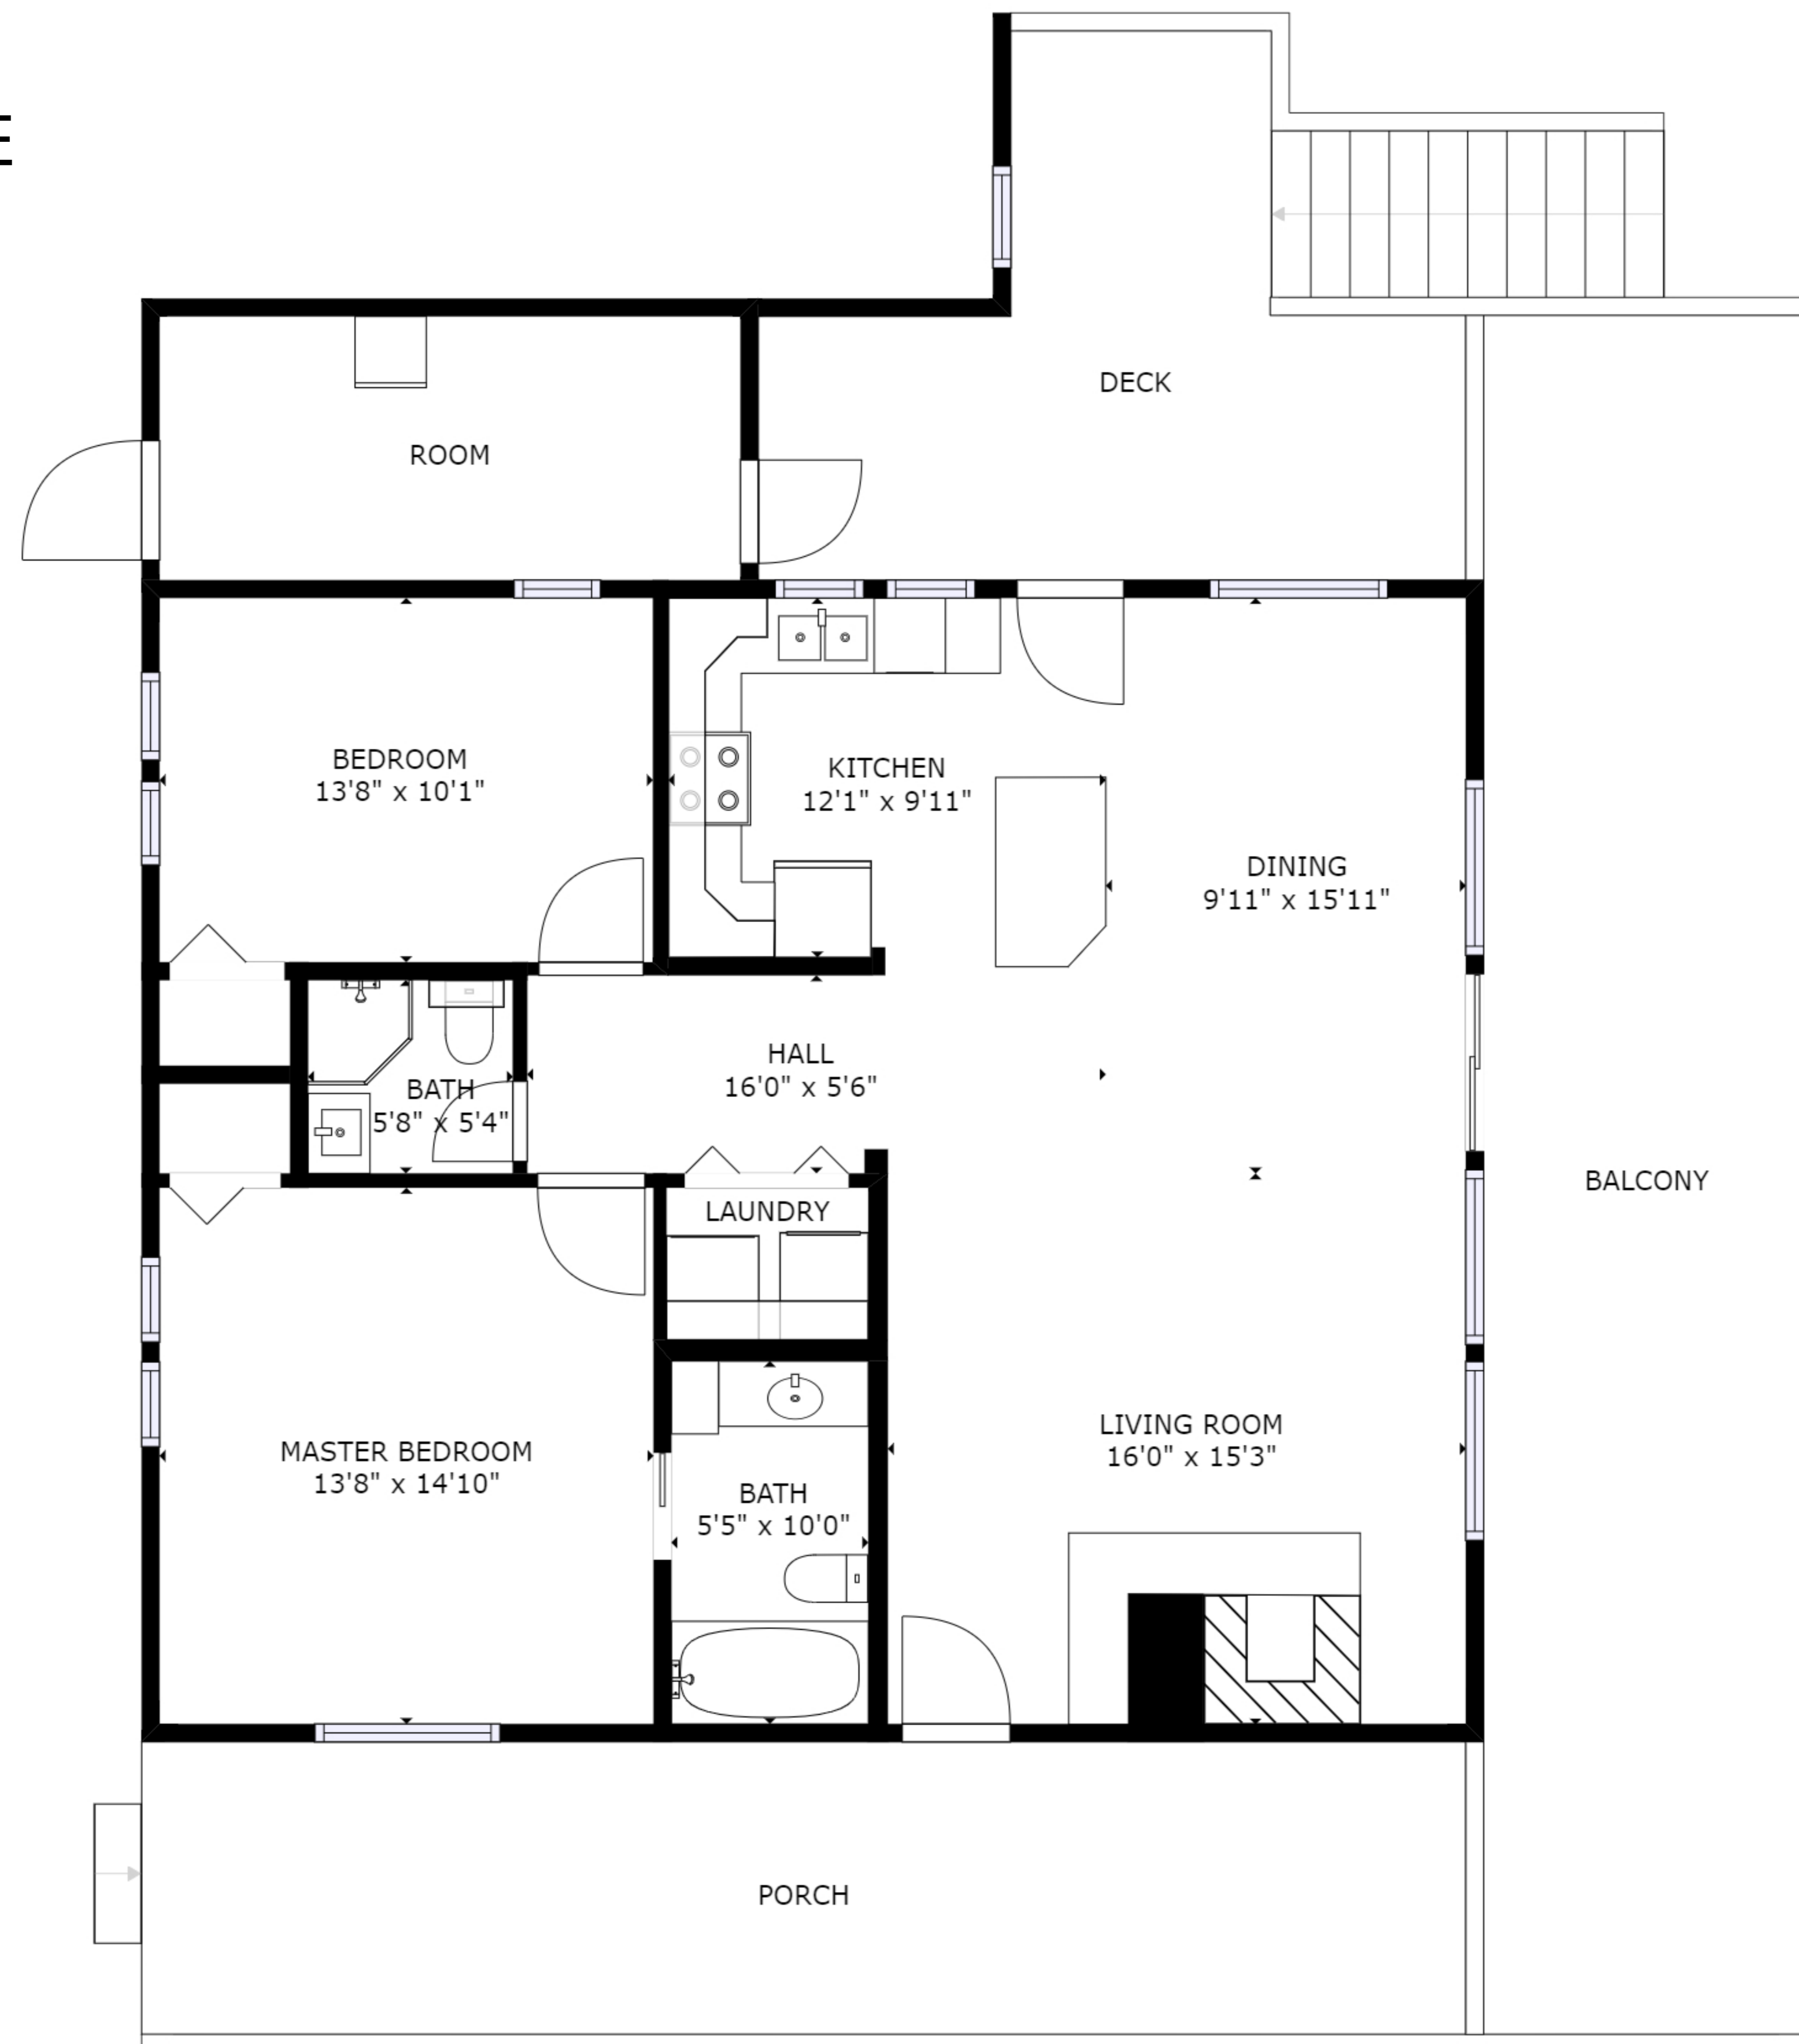 DECK
ROOM
BEDROOM
13'8" x 10'1"
KITCHEN
12'1" x 9'11"
DINING
9'11" x 15'11"
HALL
16'0" x 5'6"
BATH
5'8" x 5'4"
BALCONY
LAUNDRY
LIVING ROOM
16'0" x 15'3"
MASTER BEDROOM
13'8" x 14'10"
BATH
5'5" x 10'0"
PORCH